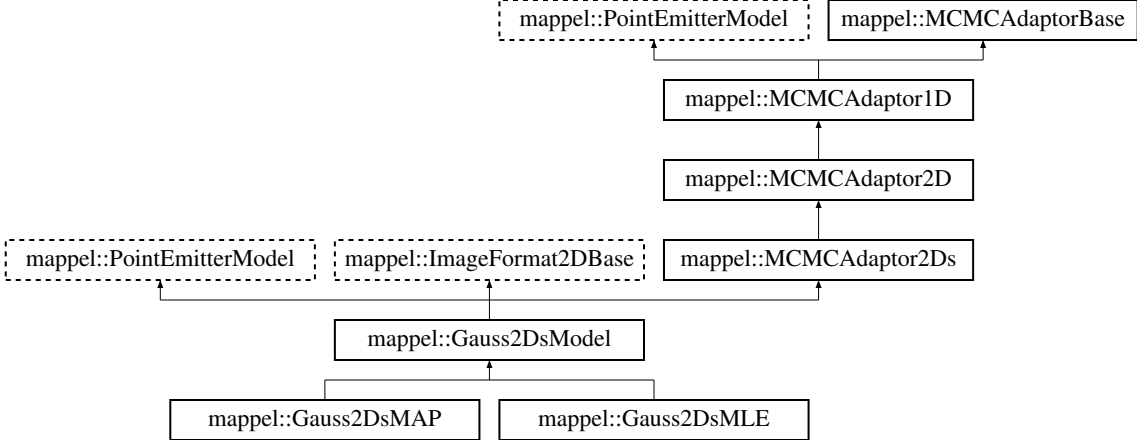 mappel::PointEmitterModel
mappel::MCMCAdaptorBase
mappel::MCMCAdaptor1D
mappel::MCMCAdaptor2D
mappel::PointEmitterModel
mappel::ImageFormat2DBase
mappel::MCMCAdaptor2Ds
mappel::Gauss2DsModel
mappel::Gauss2DsMAP
mappel::Gauss2DsMLE